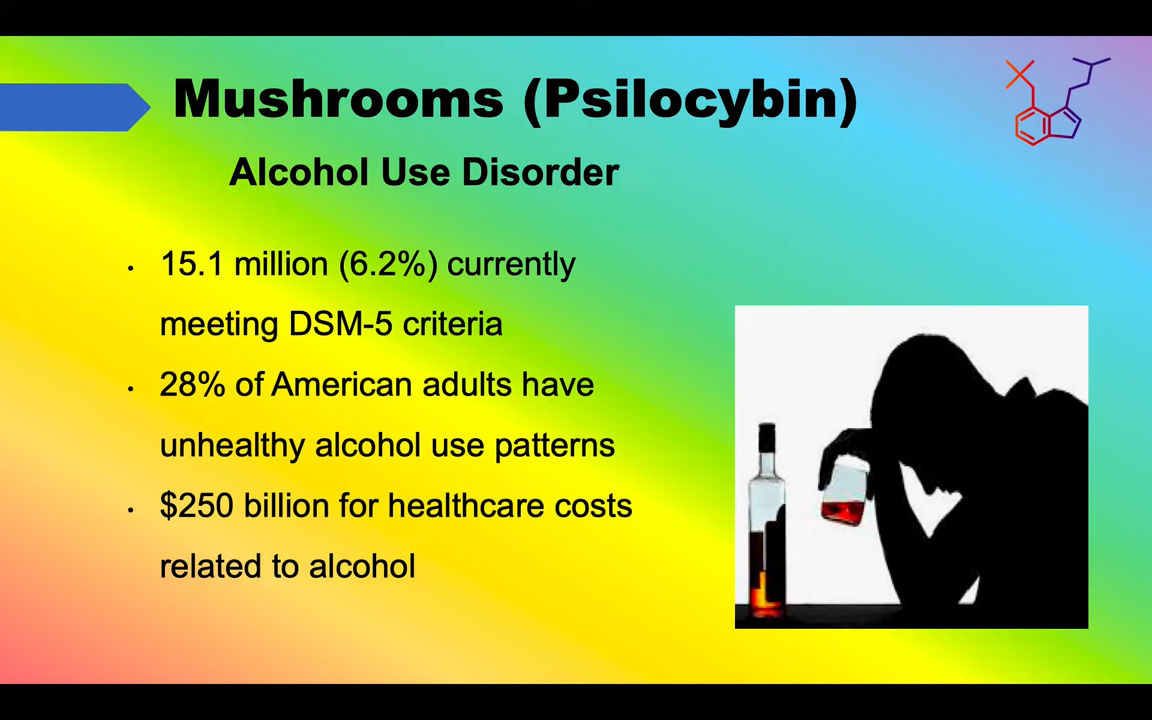 Mushrooms (Psilocybin)
Alcohol Use Disorder
• 15.1 million (6.2%) currently
meeting DSM-5 criteria
• 28% of American adults have
unhealthy alcohol use patterns
• $250 billion for healthcare costs
related to alcohol